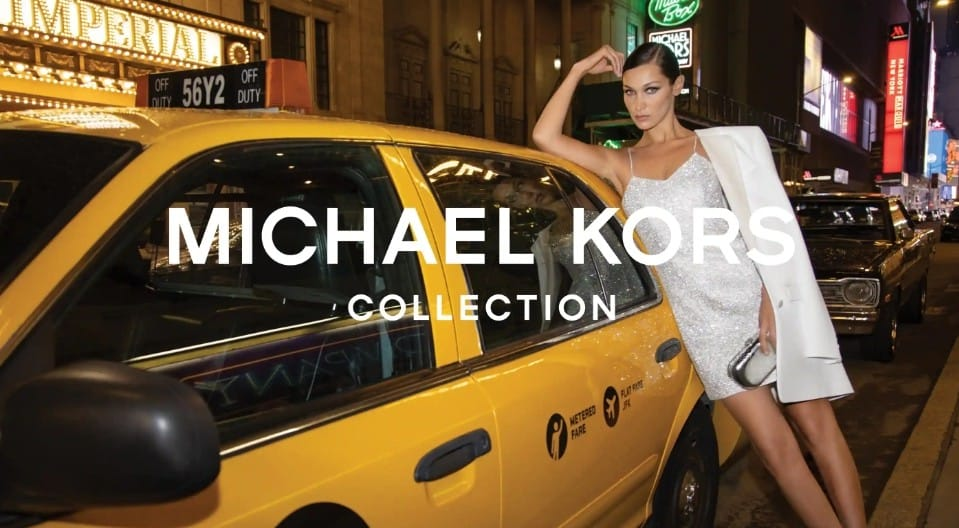 IMPERIAL
OFF DUTY
56Y2
OFF DUTY
MICHAEL KORS
MARRIOTT
NEW YORK
MARQUIS
MICHAEL KORS
COLLECTION
METERED
FARE
FLAT RATE
JFK